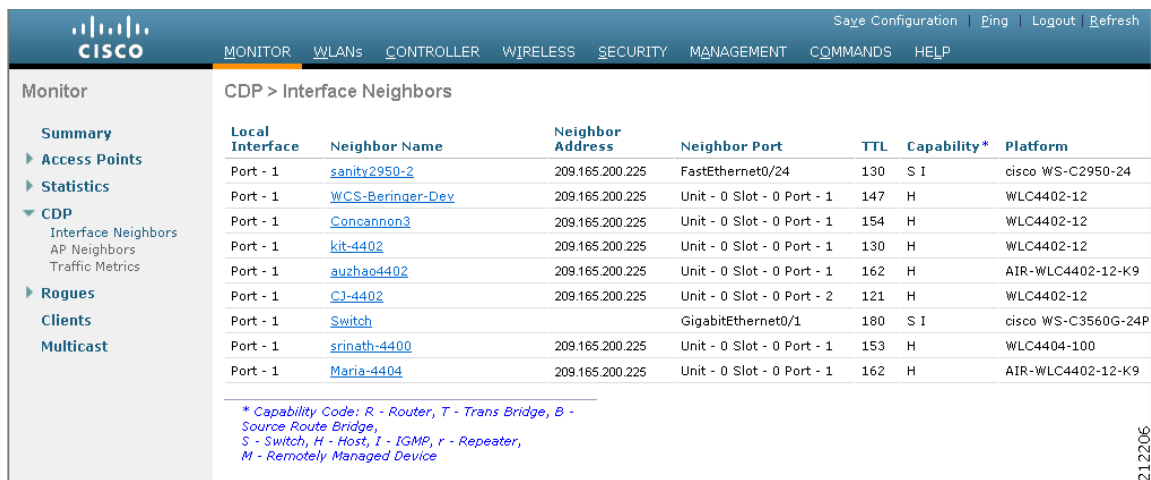 Save Configuration | Ping | Logout | Refresh
CISCO
MONITOR WLANs CONTROLLER WIRELESS SECURITY MANAGEMENT COMMANDS HELP
Monitor
Summary
Access Points
Statistics
CDP
Interface Neighbors
AP Neighbors
Traffic Metrics
Rogues
Clients
Multicast
CDP > Interface Neighbors
Local Interface Neighbor Name Neighbor Address Neighbor Port TTL Capability* Platform
Port - 1 sanity2950-2 209.165.200.225 FastEthernet0/24 130 S I cisco WS-C2950-24
Port - 1 WCS-Beringer-Dev 209.165.200.225 Unit - 0 Slot - 0 Port - 1 147 H WLC4402-12
Port - 1 Concannon3 209.165.200.225 Unit - 0 Slot - 0 Port - 1 154 H WLC4402-12
Port - 1 kit-4402 209.165.200.225 Unit - 0 Slot - 0 Port - 1 130 H WLC4402-12
Port - 1 auzhao4402 209.165.200.225 Unit - 0 Slot - 0 Port - 1 162 H AIR-WLC4402-12-K9
Port - 1 CJ-4402 209.165.200.225 Unit - 0 Slot - 0 Port - 2 121 H WLC4402-12
Port - 1 Switch GigabitEthernet0/1 180 S I cisco WS-C3560G-24P
Port - 1 srinath-4400 209.165.200.225 Unit - 0 Slot - 0 Port - 1 153 H WLC4404-100
Port - 1 Maria-4404 209.165.200.225 Unit - 0 Slot - 0 Port - 1 162 H AIR-WLC4402-12-K9
* Capability Code: R - Router, T - Trans Bridge, B -
Source Route Bridge,
S - Switch, H - Host, I - IGMP, r - Repeater,
M - Remotely Managed Device
212206